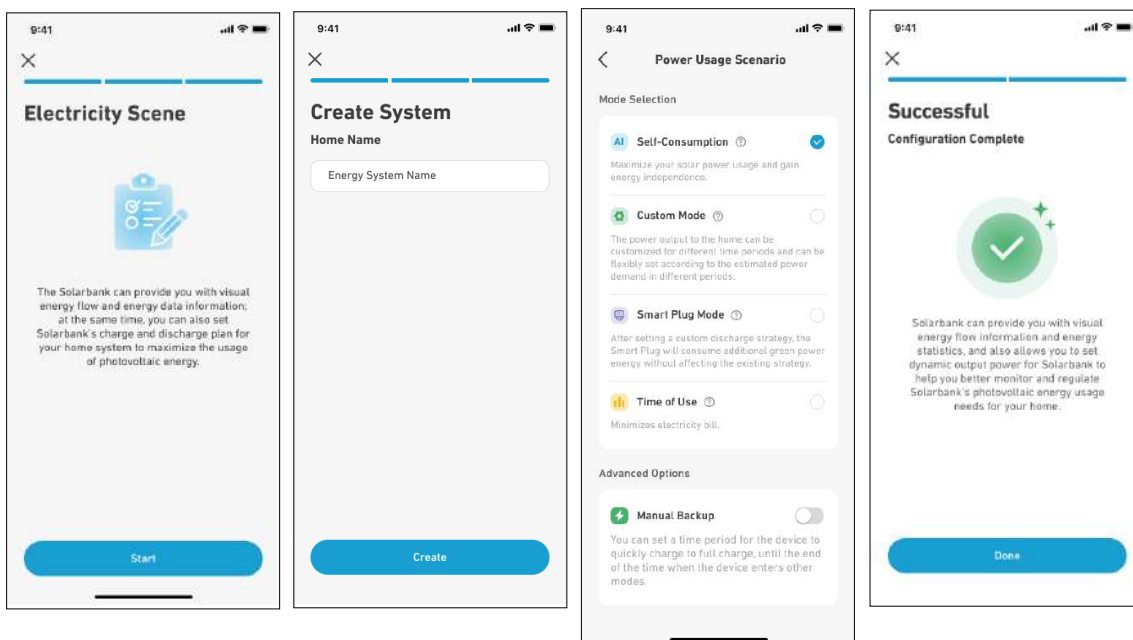 9:41
Electricity Scene
The Solarbank can provide you with visual
energy flow and energy data information;
at the same time, you can also set
Solarbank's charge and discharge plan for
your home system to maximize the usage
of photovoltaic energy.
Start
9:41
Create System
Home Name
Energy System Name
Create
9:41
Power Usage Scenario
Mode Selection
AI Self-Consumption ?
Maximize your solar power usage and gain
energy independence.
Custom Mode ?
The power output to the home can be
customized for different time periods and can be
flexibly set according to the estimated power
demand in different periods.
Smart Plug Mode ?
After setting a custom discharge strategy, the
Smart Plug will consume additional green power
energy without affecting the existing strategy.
Time of Use ?
Minimizes electricity bill.
Advanced Options
Manual Backup
You can set a time period for the device to
quickly charge to full charge, until the end
of the time when the device enters other
modes.
9:41
Successful
Configuration Complete
Solarbank can provide you with visual
energy flow information and energy
statistics, and also allows you to set
dynamic output power for Solarbank to
help you better monitor and regulate
Solarbank's photovoltaic energy usage
needs for your home.
Done